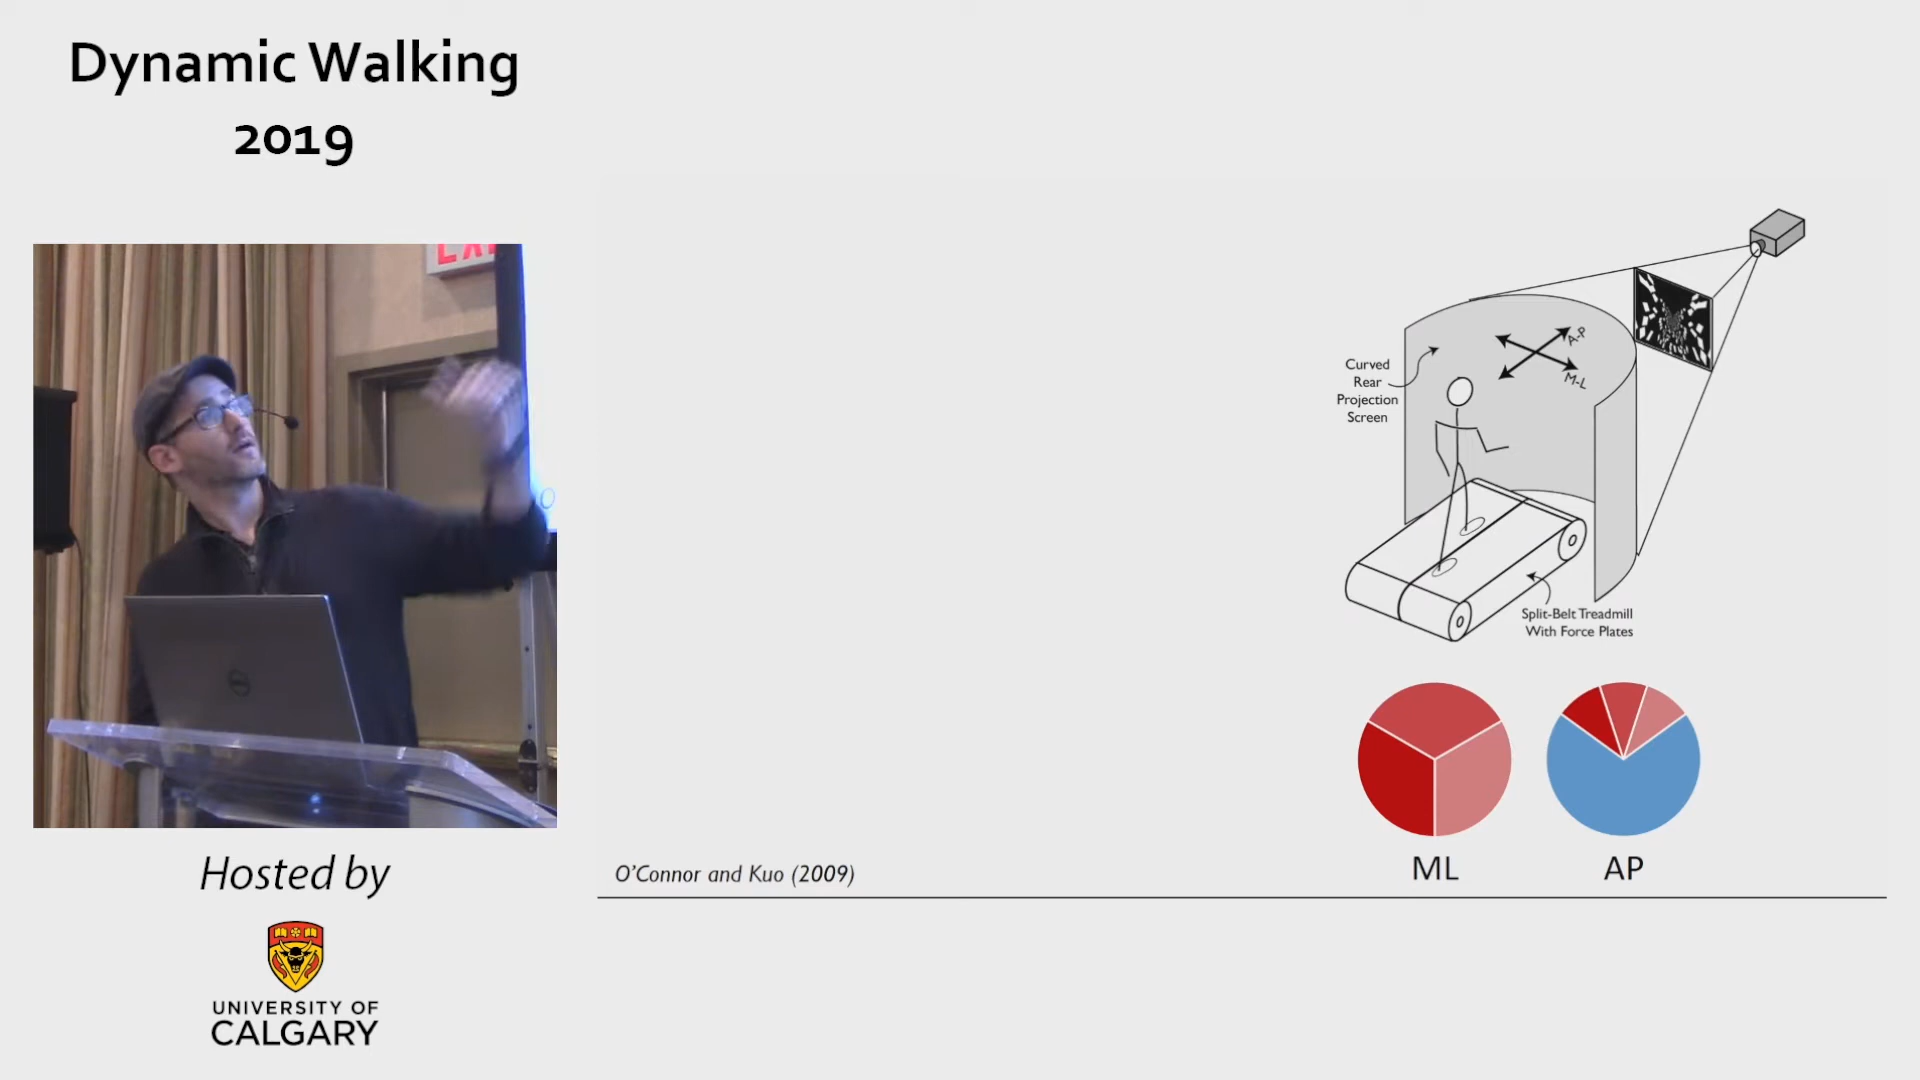 Dynamic Walking
2019
EXI
A-P
M-L
Curved
Rear
Projection
Screen
Split-Belt Treadmill
With Force Plates
ML
AP
O'Connor and Kuo (2009)
Hosted by
UNIVERSITY OF
CALGARY